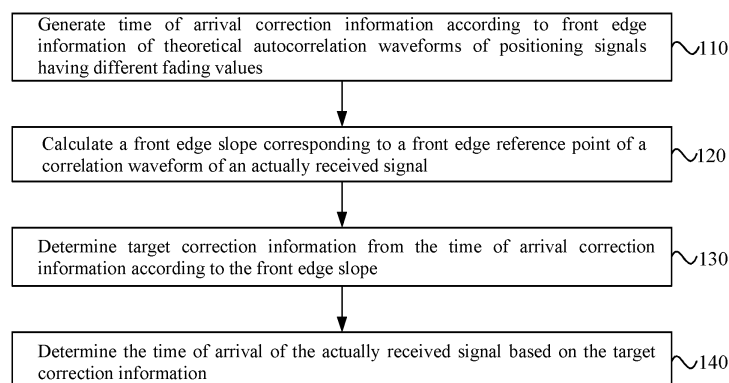 Generate time of arrival correction information according to front edge
information of theoretical autocorrelation waveforms of positioning signals
having different fading values
110
Calculate a front edge slope corresponding to a front edge reference point of a
correlation waveform of an actually received signal
120
Determine target correction information from the time of arrival correction
information according to the front edge slope
130
Determine the time of arrival of the actually received signal based on the target
correction information
140